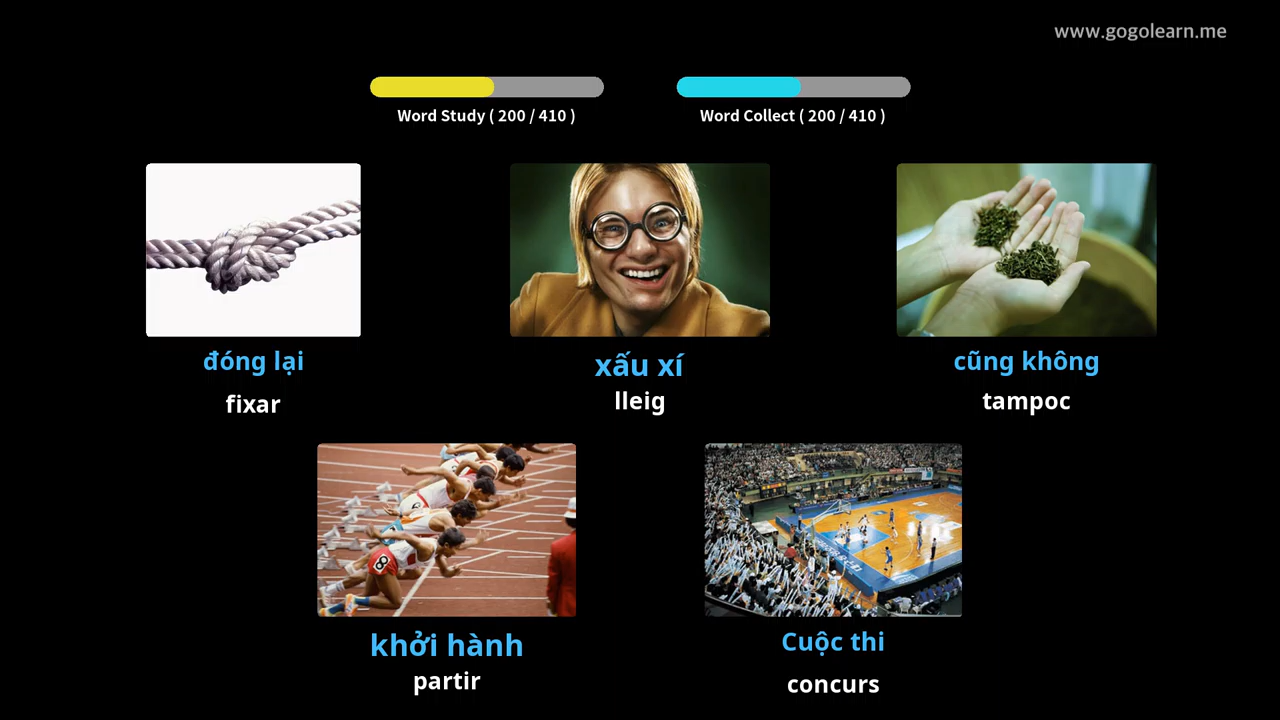 www.gogolearn.me
Word Study ( 200 / 410 )
Word Collect ( 200 / 410 )
đóng lại
fixar
xấu xí
lleig
cũng không
tampoc
khởi hành
partir
Cuộc thi
concurs